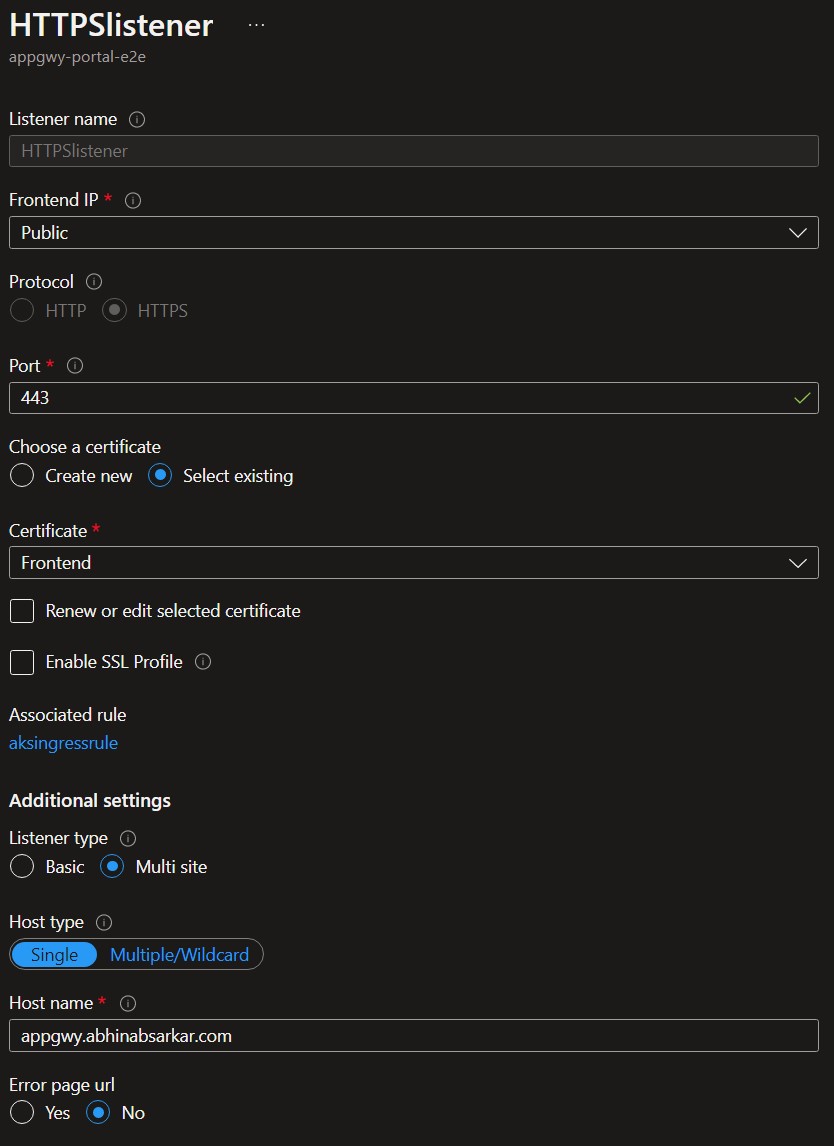 HTTPSlistener ...
appgwy-portal-e2e
Listener name
HTTPSlistener
Frontend IP *
Public
Protocol
HTTP HTTPS
Port *
443
Choose a certificate
Create new Select existing
Certificate *
Frontend
Renew or edit selected certificate
Enable SSL Profile
Associated rule
aksingressrule
Additional settings
Listener type
Basic Multi site
Host type
Single Multiple/Wildcard
Host name *
appgwy.abhinabsarkar.com
Error page url
Yes No